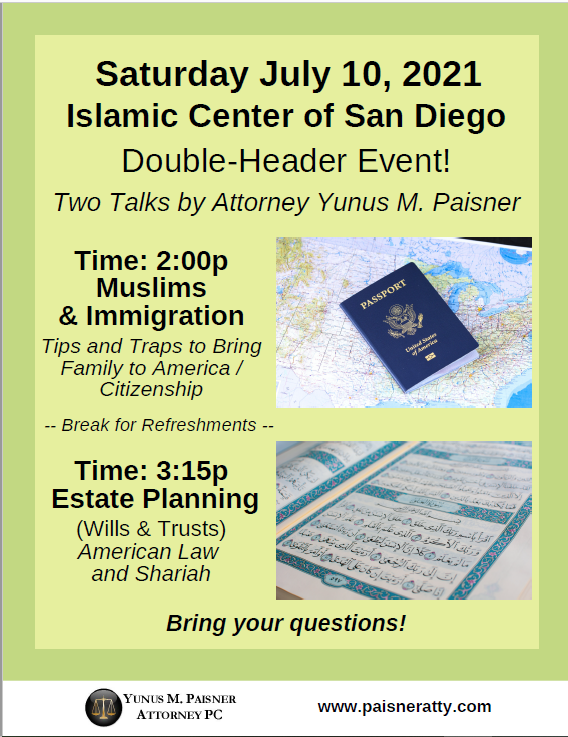 Saturday July 10, 2021
Islamic Center of San Diego
Double-Header Event!
Two Talks by Attorney Yunus M. Paisner
Time: 2:00p
Muslims
& Immigration
Tips and Traps to Bring
Family to America /
Citizenship
PASSPORT
United States
of America
-- Break for Refreshments --
Time: 3:15p
Estate Planning
(Wills & Trusts)
American Law
and Shariah
٥٩٧
Bring your questions!
YUNUS M. PAISNER
ATTORNEY PC
www.paisneratty.com